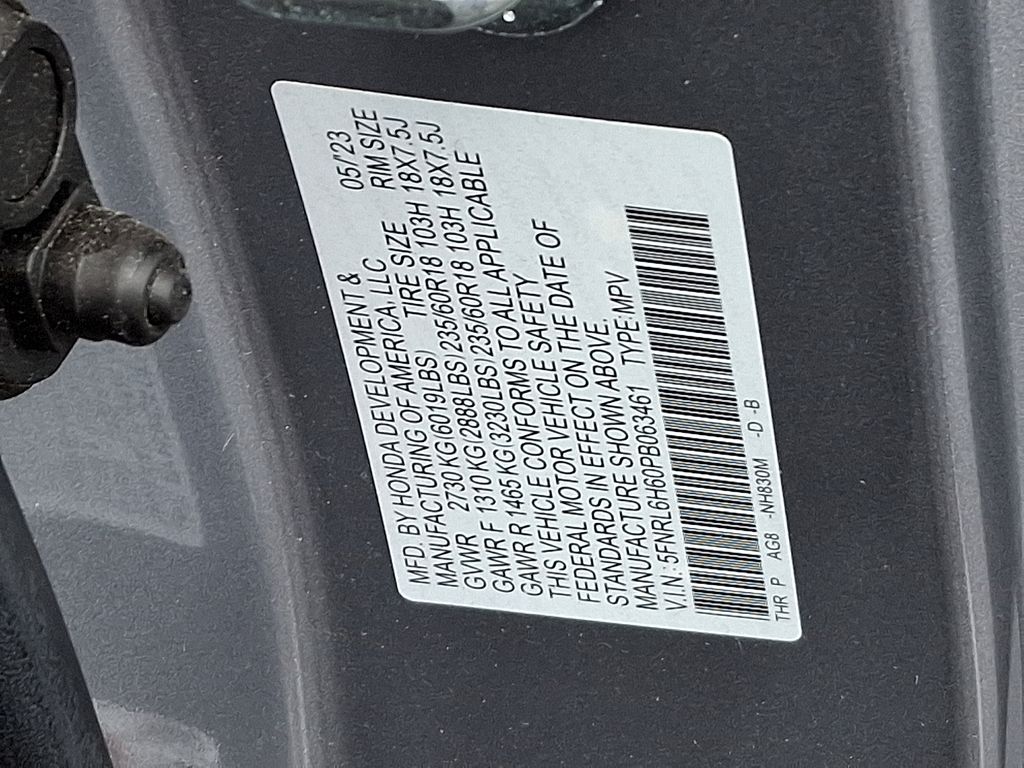 MFD. BY HONDA DEVELOPMENT & 05/'23
MANUFACTURING OF AMERICA, LLC RIM SIZE
GVWR 2730 KG(6019LBS) TIRE SIZE 18X7.5J
GAWR F 1310 KG(2888LBS) 235/60R18 103H 18X7.5J
GAWR R 1465 KG(3230LBS) 235/60R18 103H
THIS VEHICLE CONFORMS TO ALL APPLICABLE
FEDERAL MOTOR VEHICLE SAFETY
STANDARDS IN EFFECT ON THE DATE OF
MANUFACTURE SHOWN ABOVE.
V.I.N.: 5FNRL6H60PB063461 TYPE:MPV
THR P AG8 -NH830M -D -B